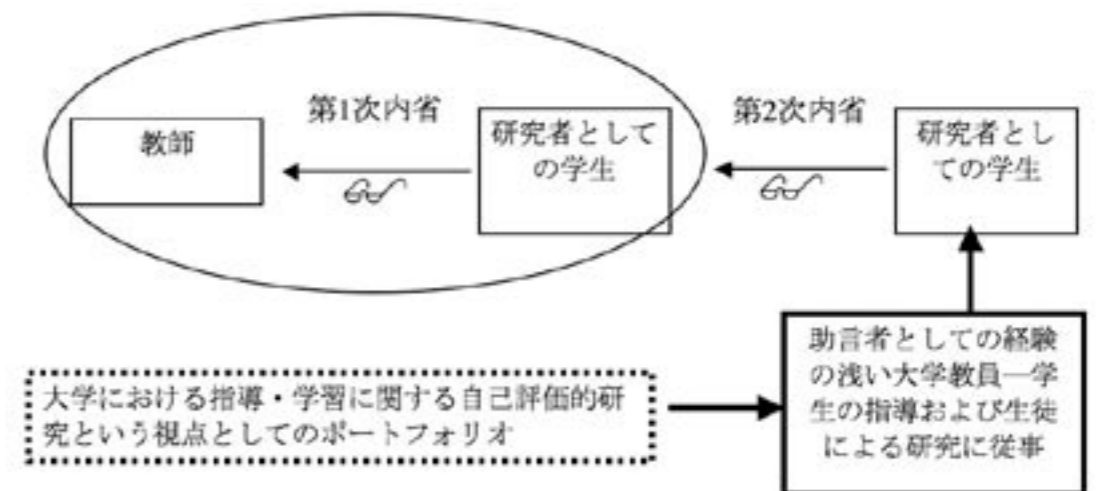 第1次内省
第2次内省
教師
研究者として
の学生
研究者とし
ての学生
助言者としての経験
の浅い大学教員―学
生の指導および生徒
による研究に従事
大学における指導・学習に関する自己評価的研
究という視点としてのポートフォリオ